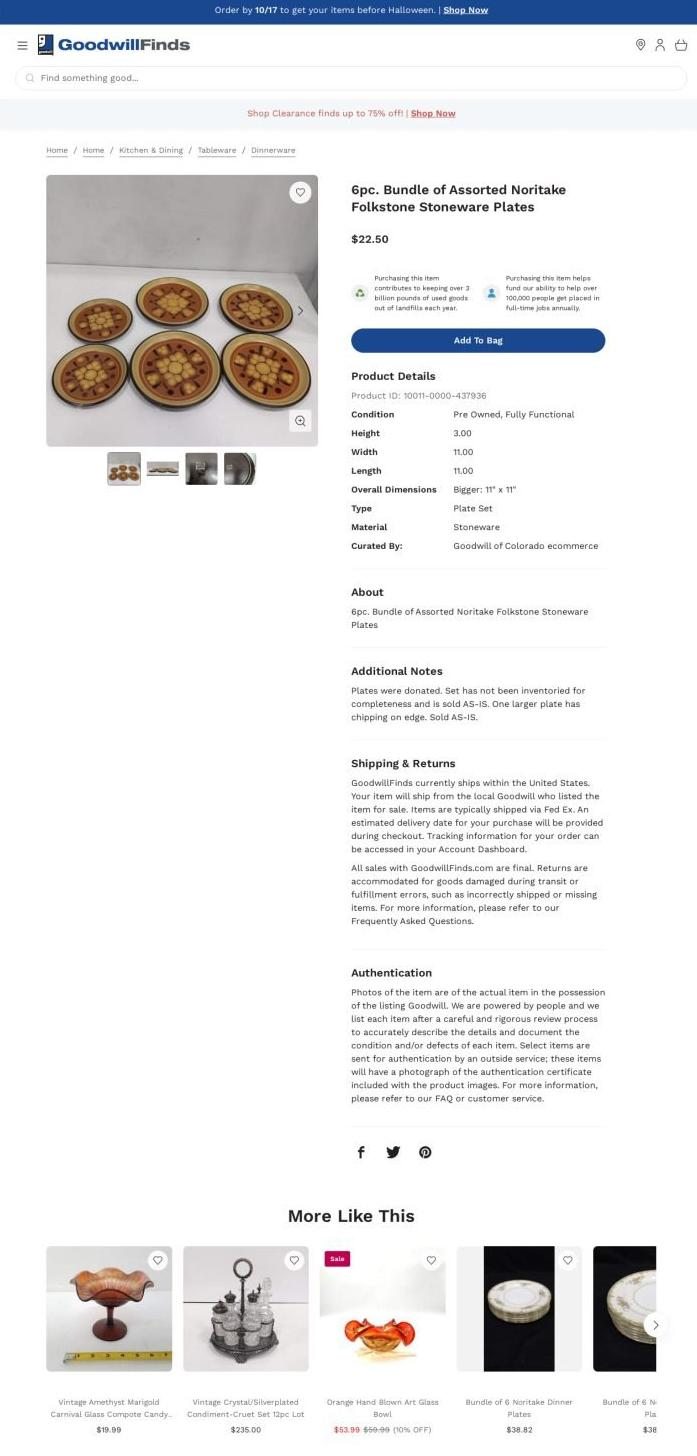 Order by 10/17 to get your items before Halloween. | Shop Now
GoodwillFinds
Find something good...
Shop Clearance finds up to 75% off! | Shop Now
Home / Home / Kitchen & Dining / Tableware / Dinnerware
6pc. Bundle of Assorted Noritake
Folkstone Stoneware Plates
$22.50
Purchasing this item
contributes to keeping over 3
billion pounds of used goods
out of landfills each year.
Purchasing this item helps
fund our ability to help over
100,000 people get placed in
full-time jobs annually.
Add To Bag
Product Details
Product ID: 10011-0000-437936
Condition Pre Owned, Fully Functional
Height 3.00
Width 11.00
Length 11.00
Overall Dimensions Bigger: 11" x 11"
Type Plate Set
Material Stoneware
Curated By: Goodwill of Colorado ecommerce
About
6pc. Bundle of Assorted Noritake Folkstone Stoneware
Plates
Additional Notes
Plates were donated. Set has not been inventoried for
completeness and is sold AS-IS. One larger plate has
chipping on edge. Sold AS-IS.
Shipping & Returns
GoodwillFinds currently ships within the United States.
Your item will ship from the local Goodwill who listed the
item for sale. Items are typically shipped via Fed Ex. An
estimated delivery date for your purchase will be provided
during checkout. Tracking information for your order can
be accessed in your Account Dashboard.
All sales with GoodwillFinds.com are final. Returns are
accommodated for goods damaged during transit or
fulfillment errors, such as incorrectly shipped or missing
items. For more information, please refer to our
Frequently Asked Questions.
Authentication
Photos of the item are of the actual item in the possession
of the listing Goodwill. We are powered by people and we
list each item after a careful and rigorous review process
to accurately describe the details and document the
condition and/or defects of each item. Select items are
sent for authentication by an outside service; these items
will have a photograph of the authentication certificate
included with the product images. For more information,
please refer to our FAQ or customer service.
More Like This
Sale
Vintage Amethyst Marigold
Carnival Glass Compote Candy..
$19.99
Vintage Crystal/Silverplated
Condiment-Cruet Set 12pc Lot
$235.00
Orange Hand Blown Art Glass
Bowl
$53.99 $59.99 (10% OFF)
Bundle of 6 Noritake Dinner
Plates
$38.82
Bundle of 6 N
Pla
$38